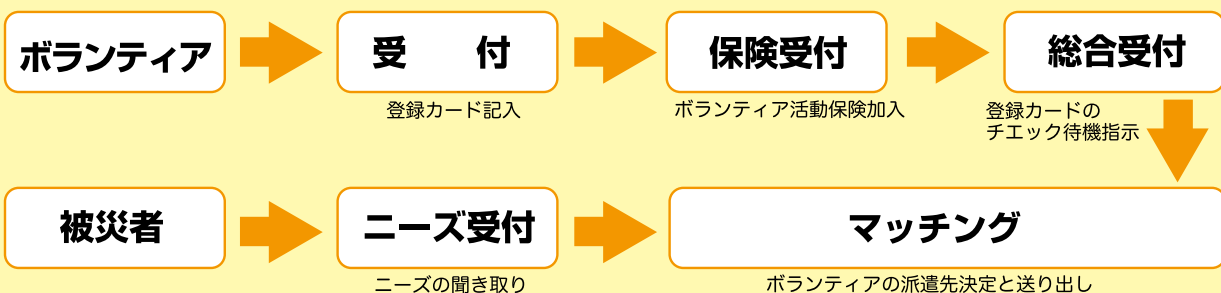 ボランティア
受　付
登録カード記入
保険受付
ボランティア活動保険加入
総合受付
登録カードの
チエック待機指示
被災者
ニーズ受付
ニーズの聞き取り
マッチング
ボランティアの派遣先決定と送り出し